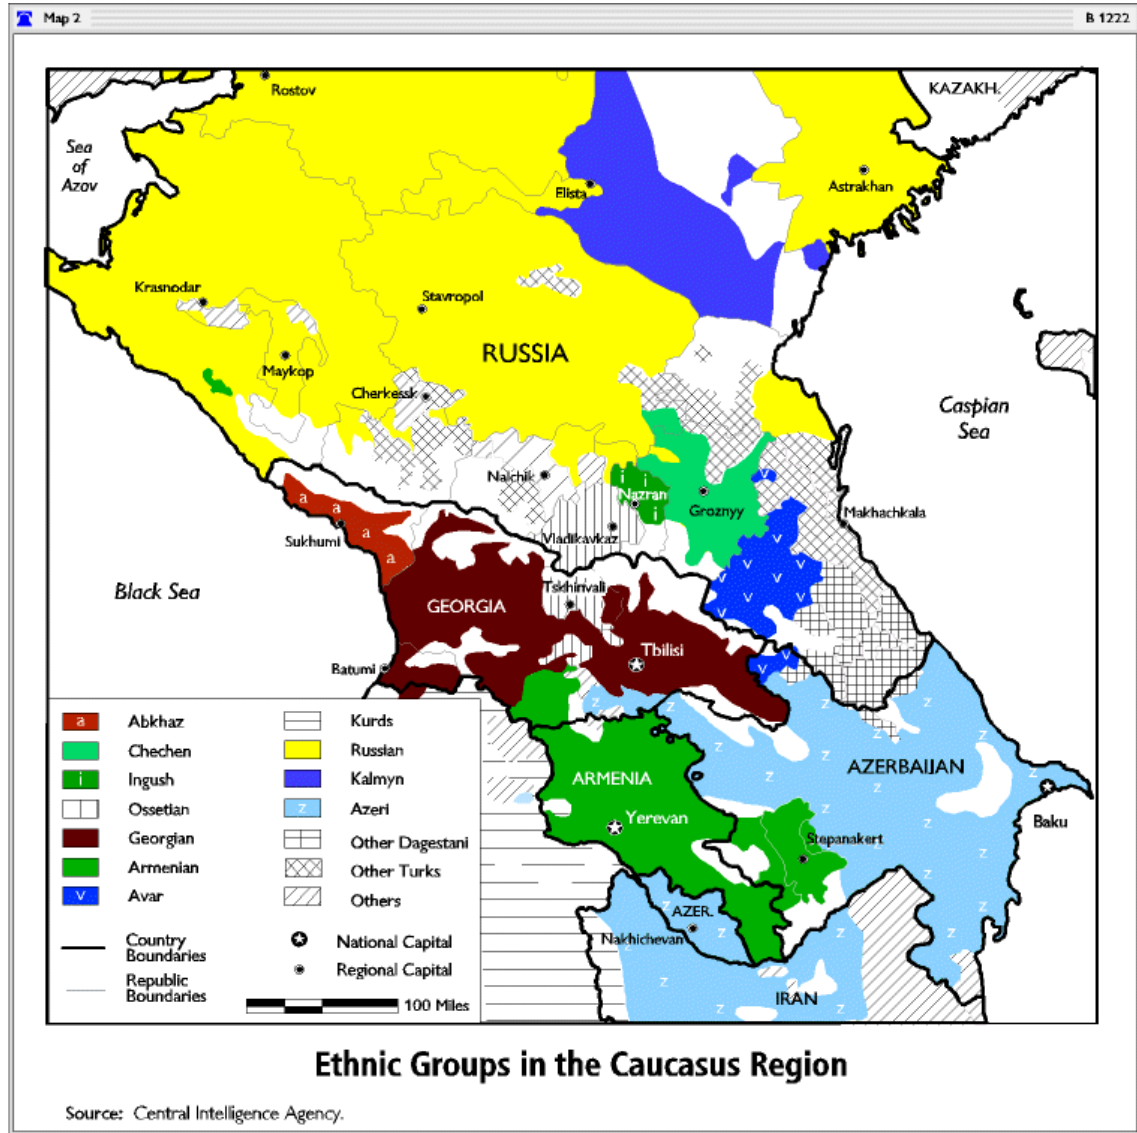 Map 2
B 1222
KAZAKH.
Rostov
Sea
of
Azov
Astrakhan
Elista
Krasnodar
Stavropol
RUSSIA
Maykop
Cherkessk
Caspian
Sea
Nalchik
i
i
Nazran
i
Groznyy
V
Makhachkala
a
a
a
a
Sukhumi
Vladikavkaz
V
V
V
V
V
V
V
Black Sea
Tskhinvali
GEORGIA
Tbilisi
Batumi
V
V
z
z
z
z
z
z
z
z
z
z
z
z
AZERBAIJAN
ARMENIA
Yerevan
Baku
Stepanakert
z
z
z
z
z
z
AZER.
Nakhichevan
z
z
z
z
z
z
IRAN
a Abkhaz
Chechen
i Ingush
Ossetian
Georgian
Armenian
V Avar
Country
Boundaries
Republic
Boundaries
Kurds
Russian
Kalmyn
z Azeri
Other Dagestani
Other Turks
Others
National Capital
Regional Capital
100 Miles
Ethnic Groups in the Caucasus Region
Source: Central Intelligence Agency.